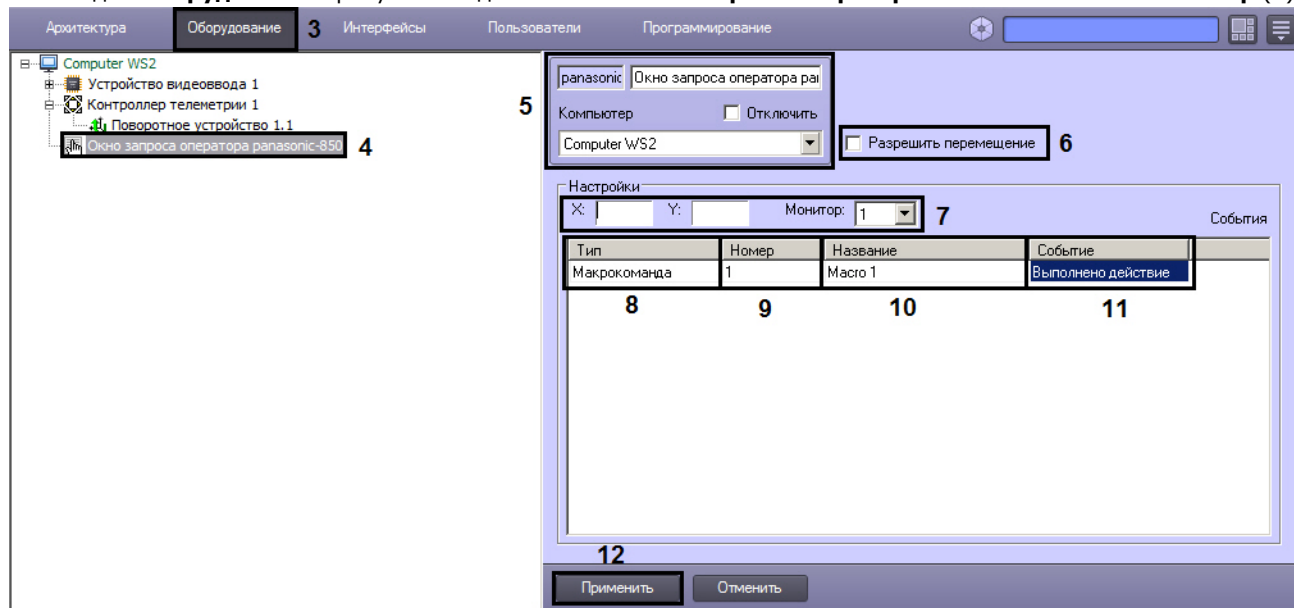 Архитектура Оборудование 3 Интерфейсы Пользователи Программирование
Computer WS2
Устройство видеоввода 1
Контроллер телеметрии 1
Поворотное устройство 1.1
Окно запроса оператора panasonic-850 4
5
panasonic Окно запроса оператора
Компьютер Отключить
Computer WS2
Разрешить перемещение 6
Настройки
X: Y: Монитор: 1 7
События
Тип Номер Название Событие
Макрокоманда 1 Macro 1 Выполнено действие
8 9 10 11
12
Применить Отменить